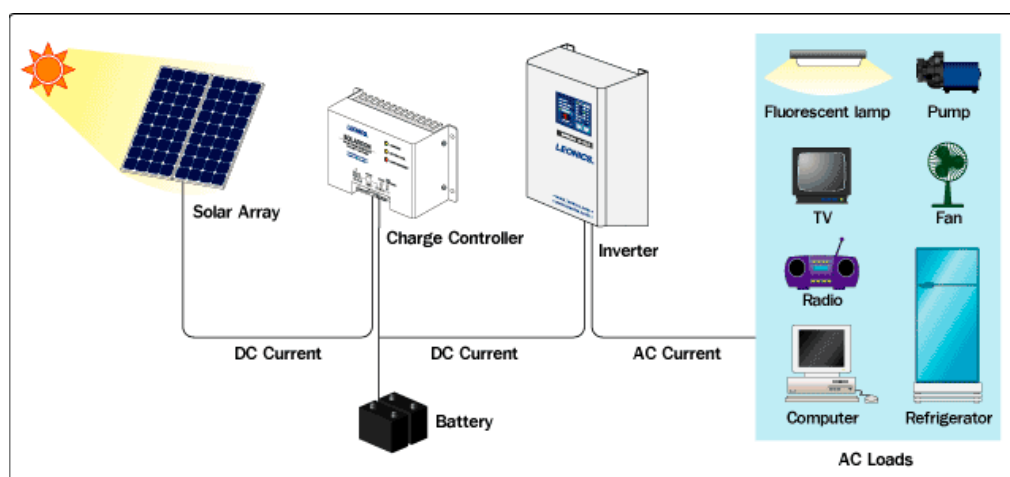 Fluorescent lamp
Pump
LEONICS
SOLARCON
LEONICS
TV
Fan
Solar Array
Charge Controller
Inverter
Radio
DC Current
DC Current
AC Current
Battery
Computer
Refrigerator
AC Loads